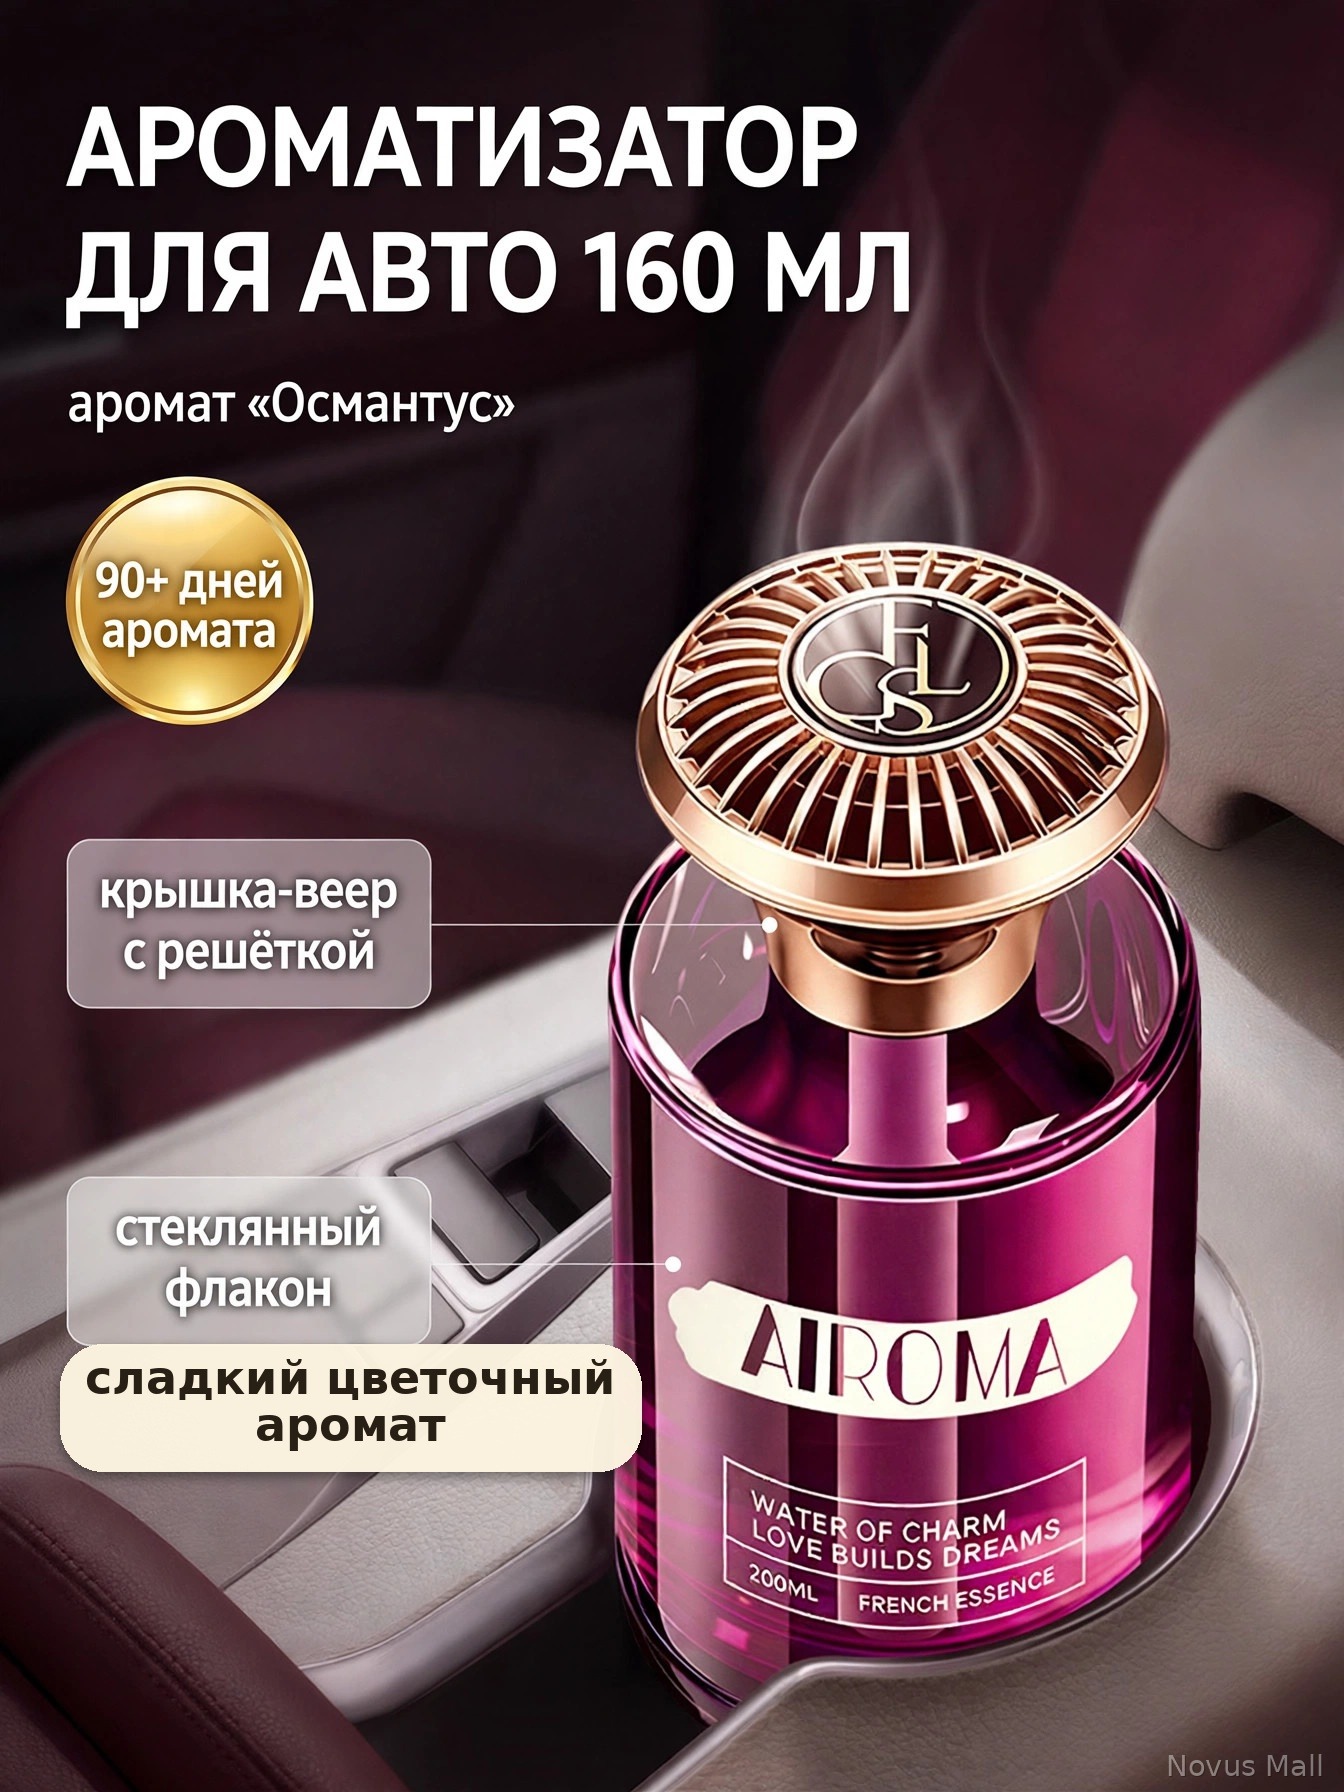 АРОМАТИЗАТОР
ДЛЯ АВТО 160 МЛ
аромат «Османтус»
90+ дней
аромата
крышка-веер
с решёткой
стеклянный
флакон
сладкий цветочный
аромат
AIROMA
WATER OF CHARM
LOVE BUILDS DREAMS
200ML FRENCH ESSENCE
Novus Mall